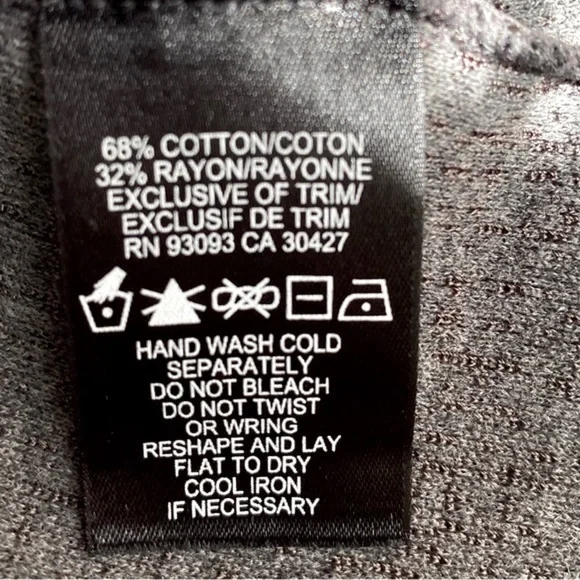 68% COTTON/COTON
32% RAYON/RAYONNE
EXCLUSIVE OF TRIM/
EXCLUSIF DE TRIM
RN 93093 CA 30427
HAND WASH COLD
SEPARATELY
DO NOT BLEACH
DO NOT TWIST
OR WRING
RESHAPE AND LAY
FLAT TO DRY
COOL IRON
IF NECESSARY